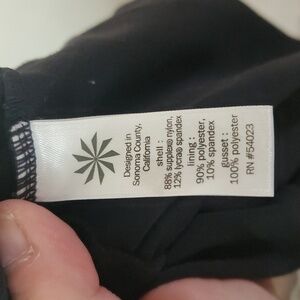 Designed in
Sonoma County,
California
shell :
88% supplex® nylon,
12% lycra® spandex
lining :
90% polyester,
10% spandex
gusset :
100% polyester
RN #54023